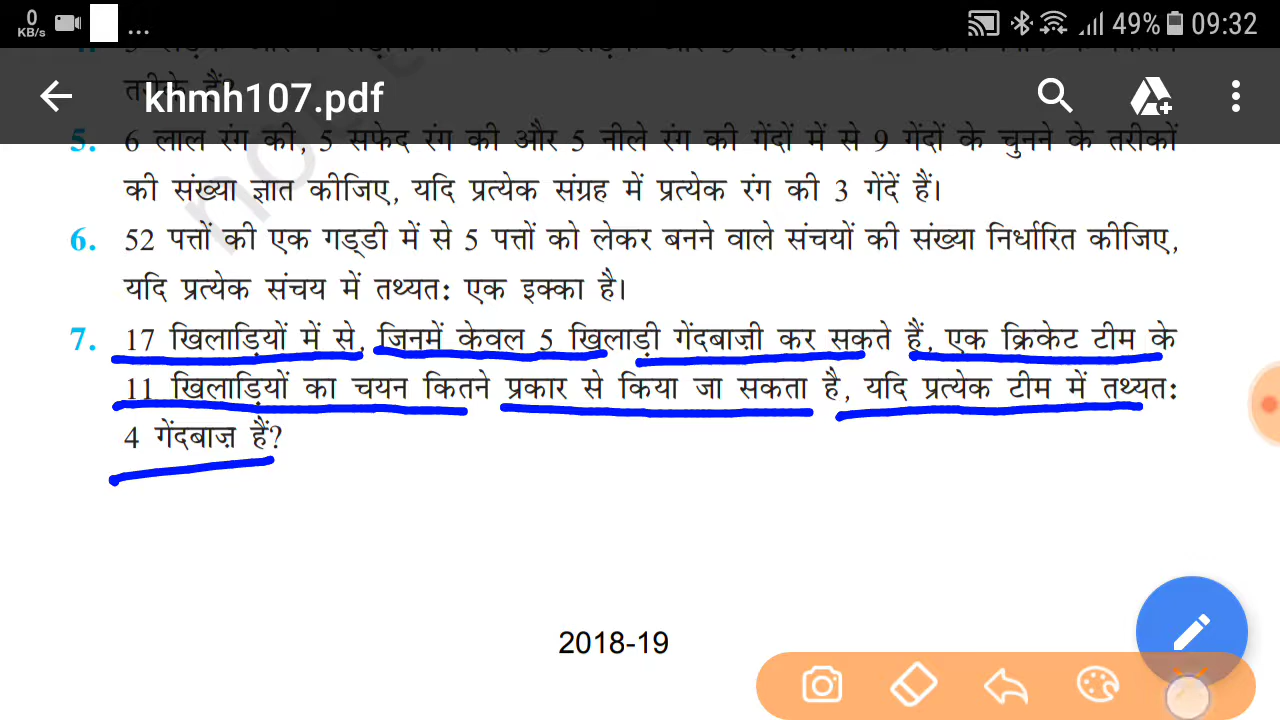 0
KB/s
...
49%
09:32
तरीके हैं?
khmh107.pdf
5. 6 लाल रंग की, 5 सफेद रंग की और 5 नीले रंग की गेंदों में से 9 गेंदों के चुनने के तरीकों
की संख्या ज्ञात कीजिए, यदि प्रत्येक संग्रह में प्रत्येक रंग की 3 गेंदें हैं।
6. 52 पत्तों की एक गड्डी में से 5 पत्तों को लेकर बनने वाले संचयों की संख्या निर्धारित कीजिए,
यदि प्रत्येक संचय में तथ्यत: एक इक्का है।
7. 17 खिलाड़ियों में से, जिनमें केवल 5 खिलाड़ी गेंदबाज़ी कर सकते हैं, एक क्रिकेट टीम के
11 खिलाड़ियों का चयन कितने प्रकार से किया जा सकता है, यदि प्रत्येक टीम में तथ्यत:
4 गेंदबाज़ हैं?
2018-19